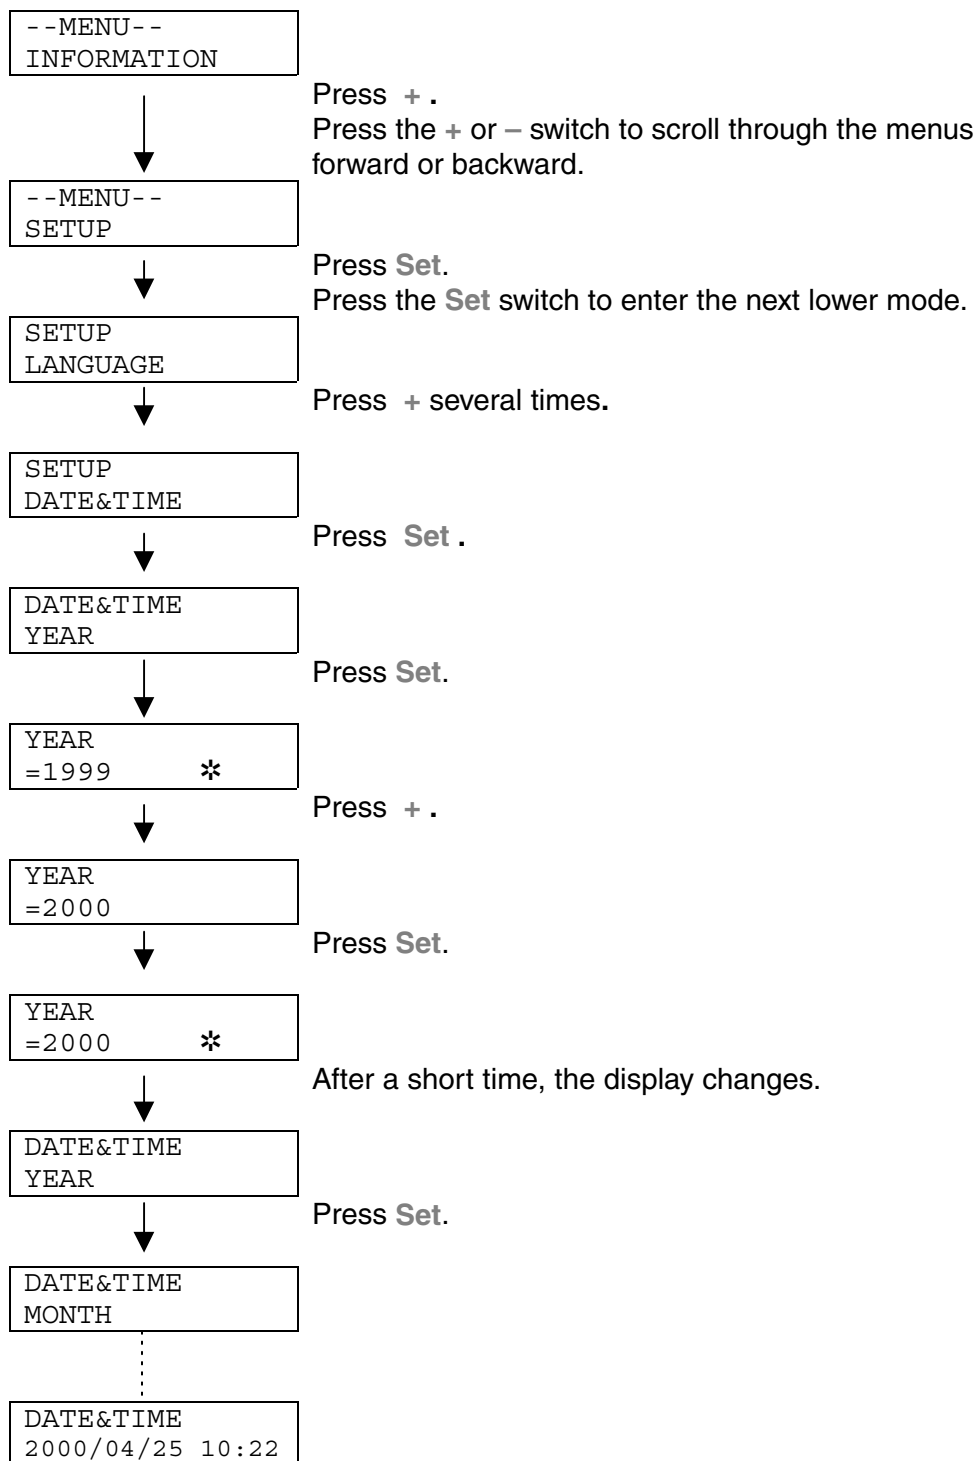 --MENU--
INFORMATION
Press + .
Press the + or – switch to scroll through the menus
forward or backward.
--MENU--
SETUP
Press Set.
Press the Set switch to enter the next lower mode.
SETUP
LANGUAGE
Press + several times.
SETUP
DATE&TIME
Press Set .
DATE&TIME
YEAR
Press Set.
YEAR
=1999 ✲
Press + .
YEAR
=2000
Press Set.
YEAR
=2000 ✲
After a short time, the display changes.
DATE&TIME
YEAR
Press Set.
DATE&TIME
MONTH
DATE&TIME
2000/04/25 10:22